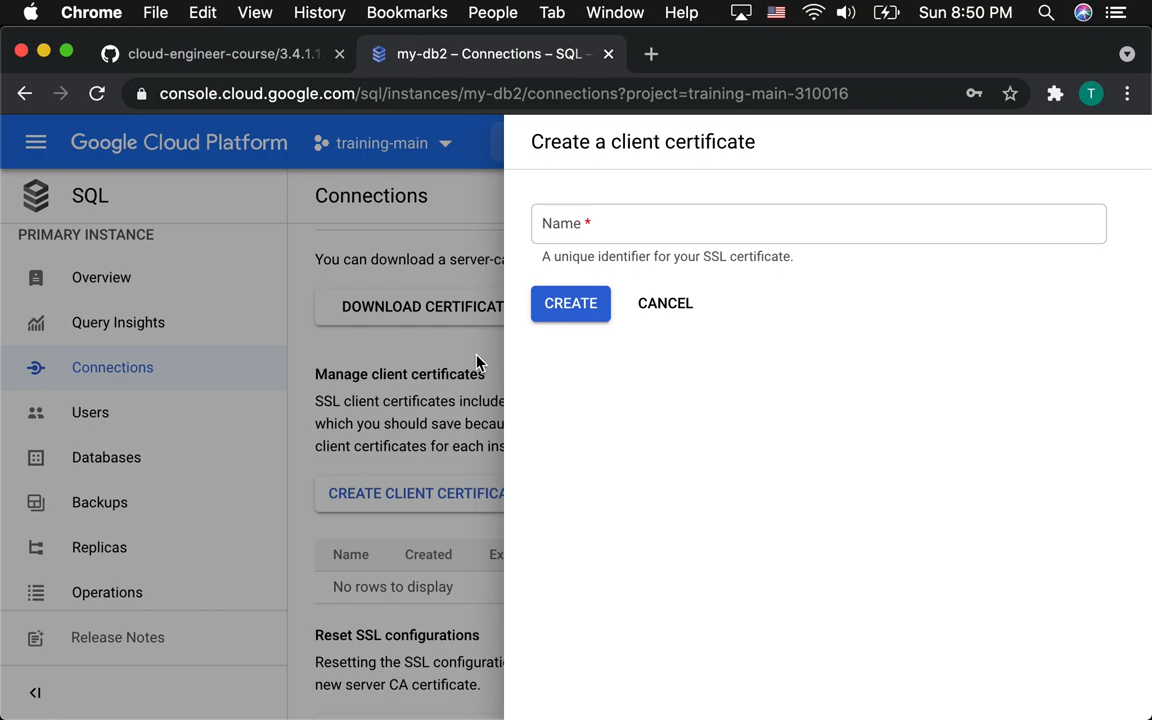 Chrome File Edit View History Bookmarks People Tab Window Help Sun 8:50 PM
cloud-engineer-course/3.4.1.1
my-db2 – Connections – SQL –
console.cloud.google.com/sql/instances/my-db2/connections?project=training-main-310016
T
Google Cloud Platform
training-main
Create a client certificate
SQL
Connections
PRIMARY INSTANCE
Overview
Query Insights
Connections
Users
Databases
Backups
Replicas
Operations
Release Notes
You can download a server-ca
DOWNLOAD CERTIFICAT
Manage client certificates
SSL client certificates include
which you should save becau
client certificates for each ins
CREATE CLIENT CERTIFICA
Name Created Ex
No rows to display
Reset SSL configurations
Resetting the SSL configurati
new server CA certificate.
Name *
A unique identifier for your SSL certificate.
CREATE
CANCEL